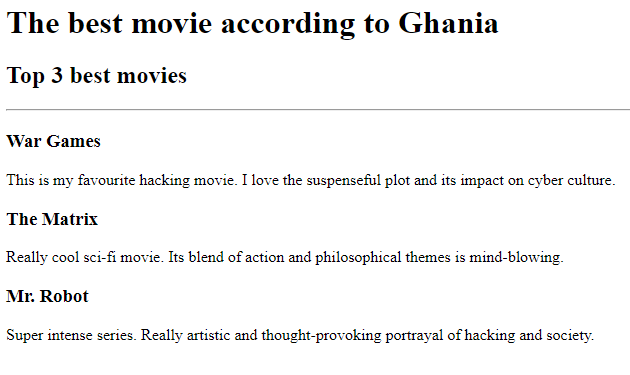 The best movie according to Ghania
Top 3 best movies
War Games
This is my favourite hacking movie. I love the suspenseful plot and its impact on cyber culture.
The Matrix
Really cool sci-fi movie. Its blend of action and philosophical themes is mind-blowing.
Mr. Robot
Super intense series. Really artistic and thought-provoking portrayal of hacking and society.